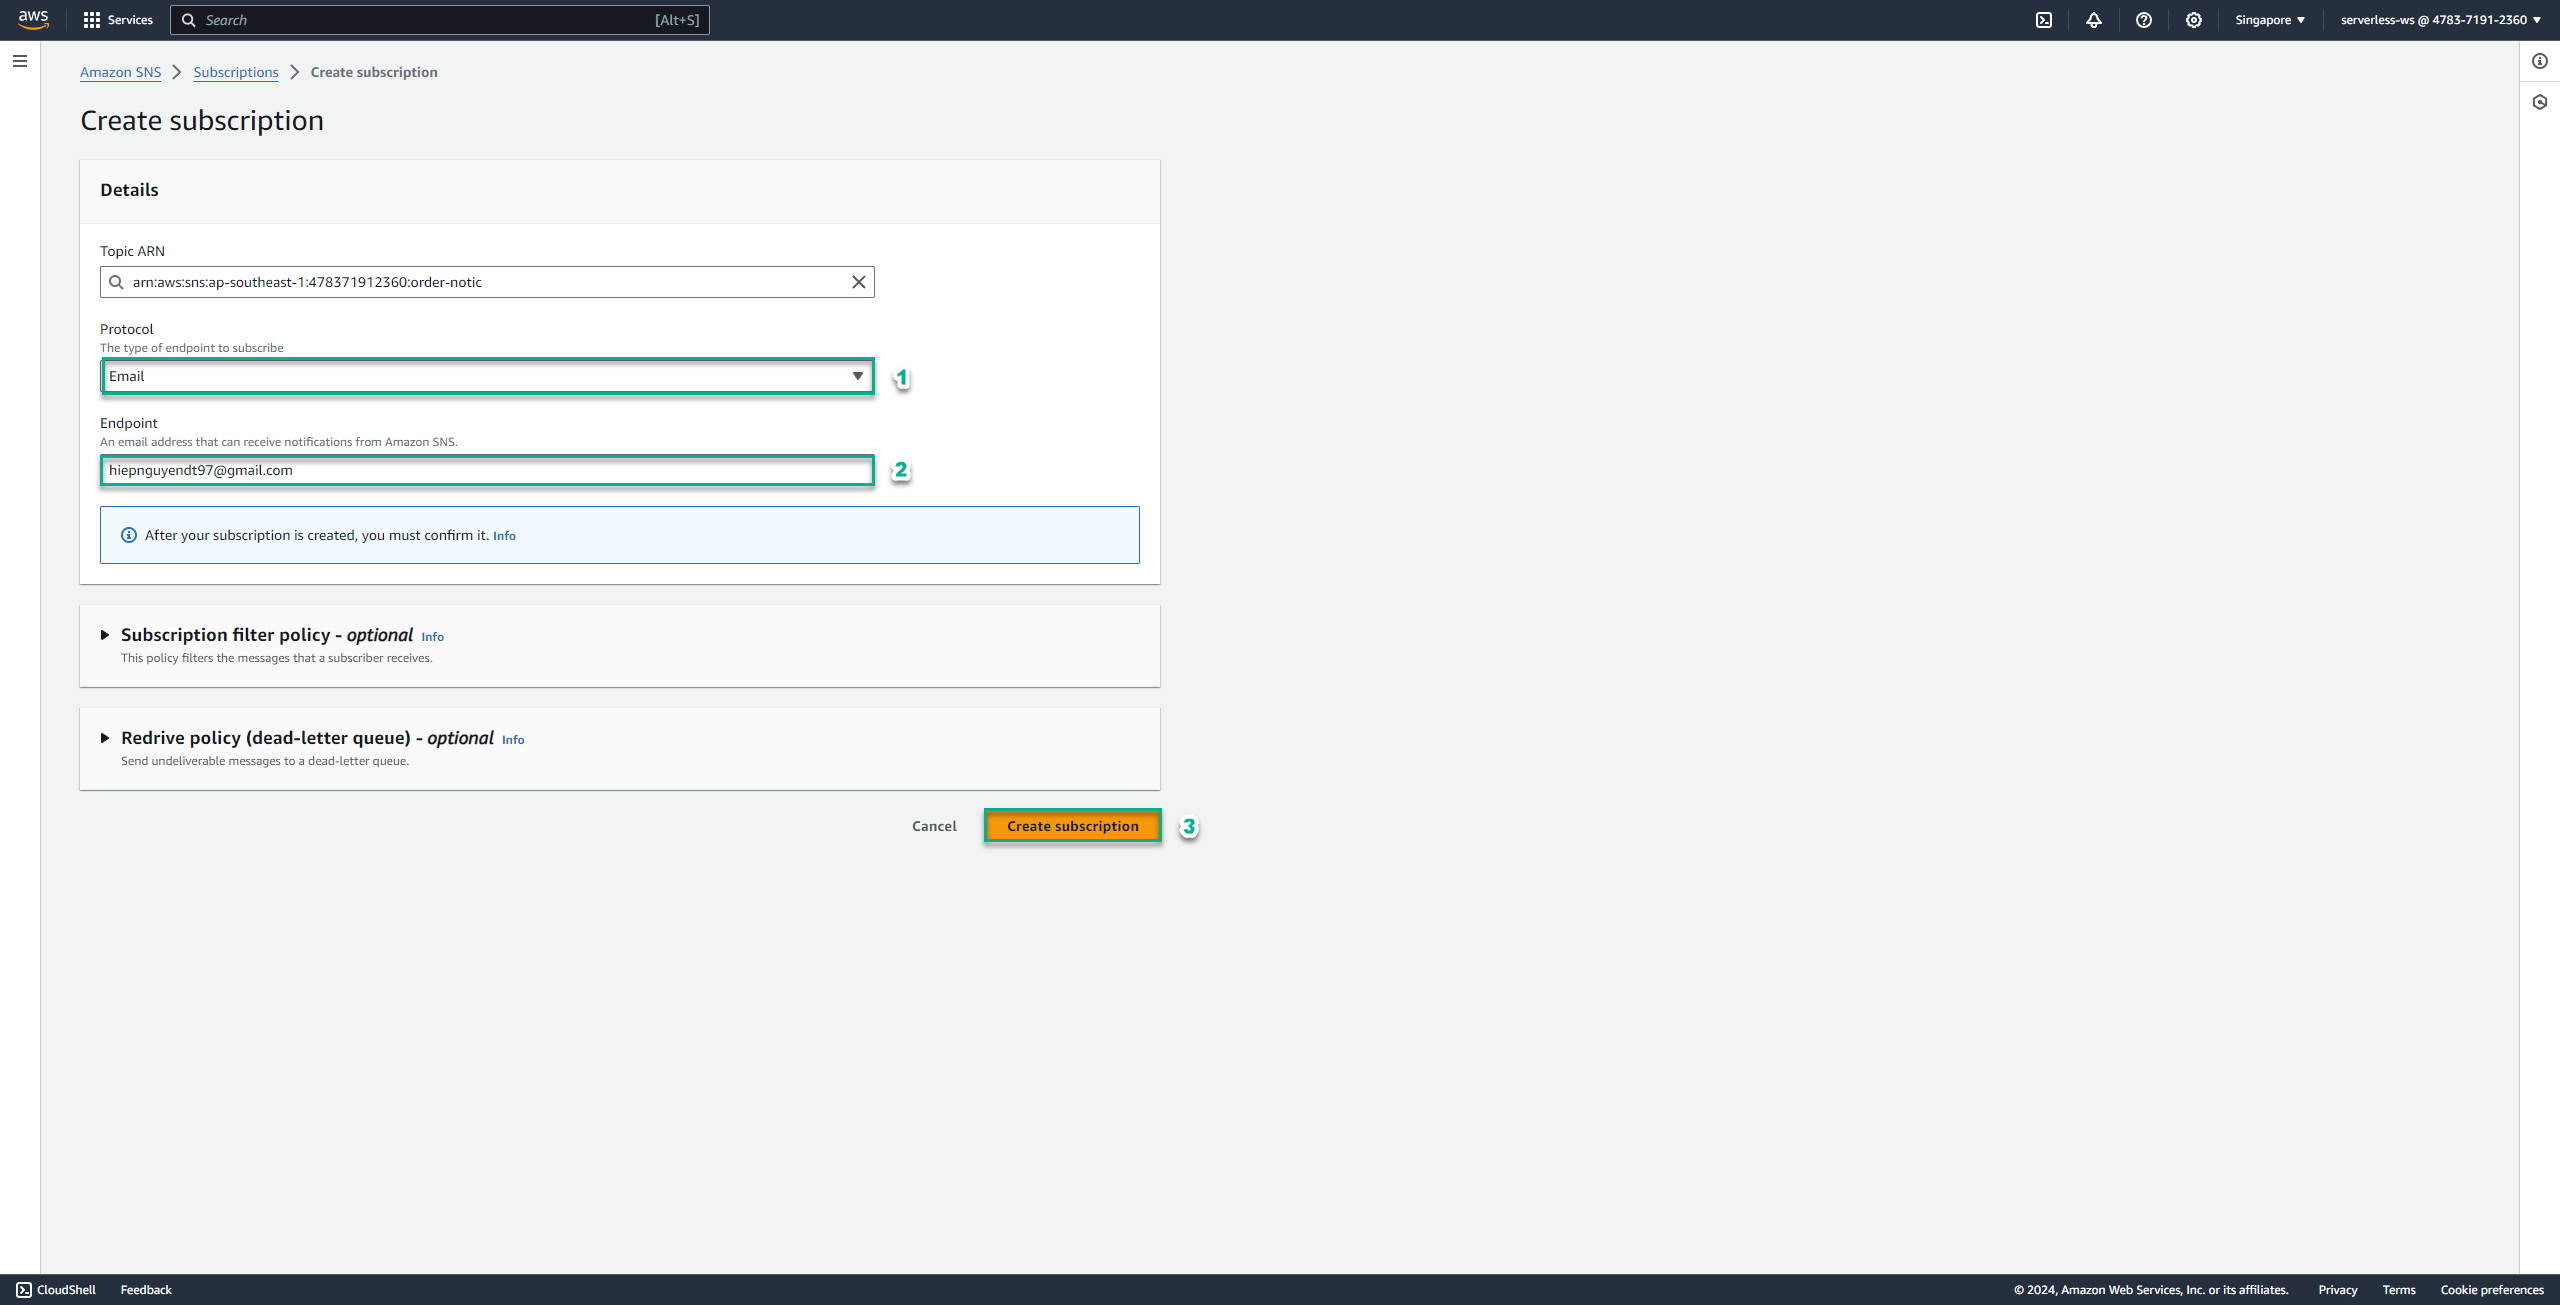 aws Services Search [Alt+S] Singapore serverless-ws @ 4783-7191-2360
Amazon SNS > Subscriptions > Create subscription
Create subscription
Details
Topic ARN
arn:aws:sns:ap-southeast-1:478371912360:order-notic
Protocol
The type of endpoint to subscribe
Email 1
Endpoint
An email address that can receive notifications from Amazon SNS.
hiepnguyendt97@gmail.com 2
After your subscription is created, you must confirm it. Info
Subscription filter policy - optional Info
This policy filters the messages that a subscriber receives.
Redrive policy (dead-letter queue) - optional Info
Send undeliverable messages to a dead-letter queue.
Cancel Create subscription 3
CloudShell Feedback © 2024, Amazon Web Services, Inc. or its affiliates. Privacy Terms Cookie preferences